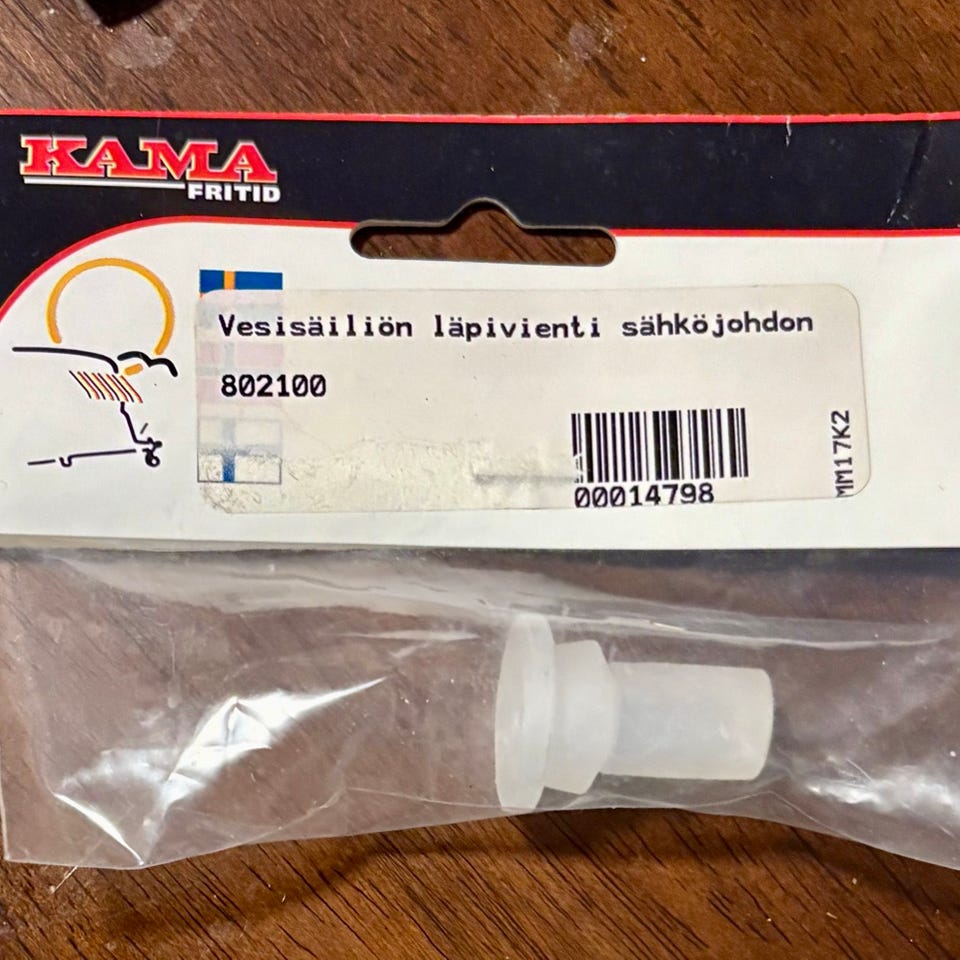 KAMA
FRITID
Vesisäiliön läpivienti sähköjohdon
802100
00014798
MM17K2